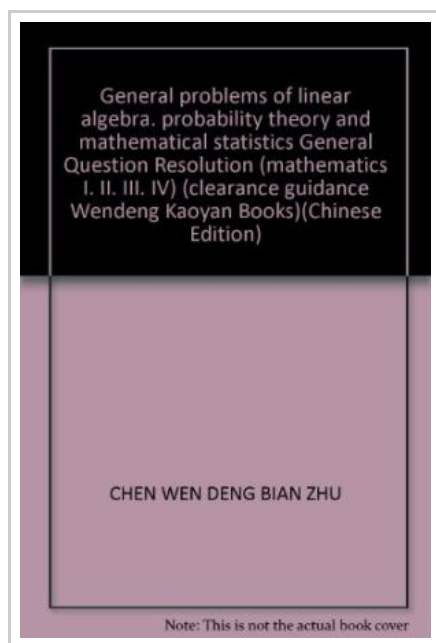 General problems of linear
algebra. probability theory and
mathematical statistics General
Question Resolution (mathematics
I. II. III. IV) (clearance guidance
Wendeng Kaoyan Books)(Chinese
Edition)
CHEN WEN DENG BIAN ZHU
Note: This is not the actual book cover